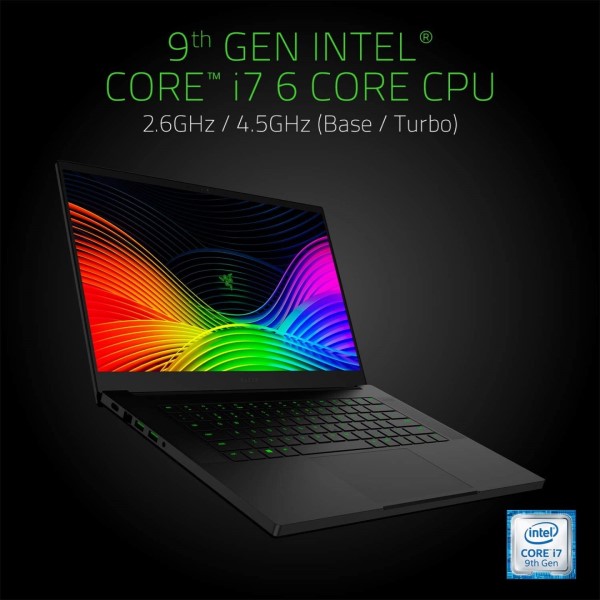 9th GEN INTEL®
CORE™ i7 6 CORE CPU
2.6GHz / 4.5GHz (Base / Turbo)
intel®
CORE i7
9th Gen